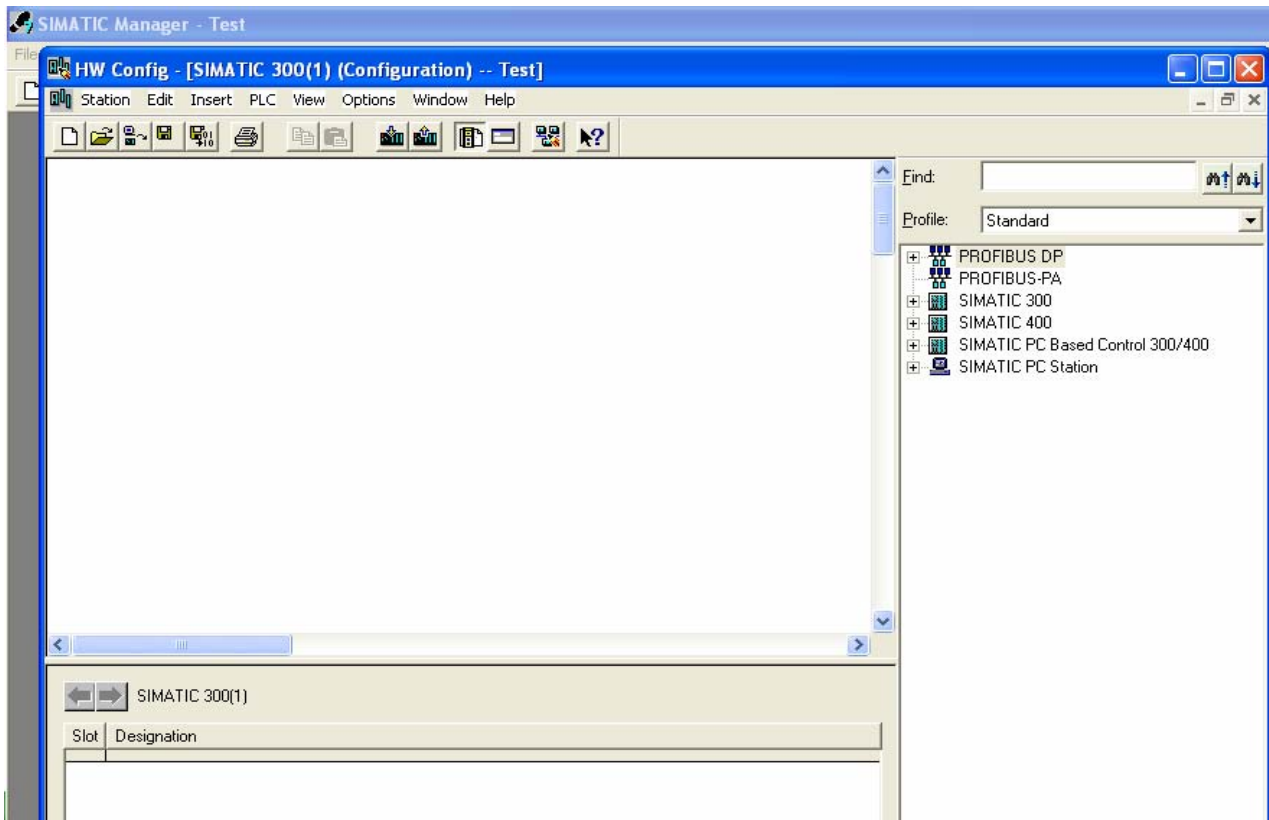 SIMATIC Manager - Test
File
HW Config - [SIMATIC 300(1) (Configuration) -- Test]
Station Edit Insert PLC View Options Window Help
Find:
Profile: Standard
PROFIBUS DP
PROFIBUS-PA
SIMATIC 300
SIMATIC 400
SIMATIC PC Based Control 300/400
SIMATIC PC Station
SIMATIC 300(1)
Slot Designation